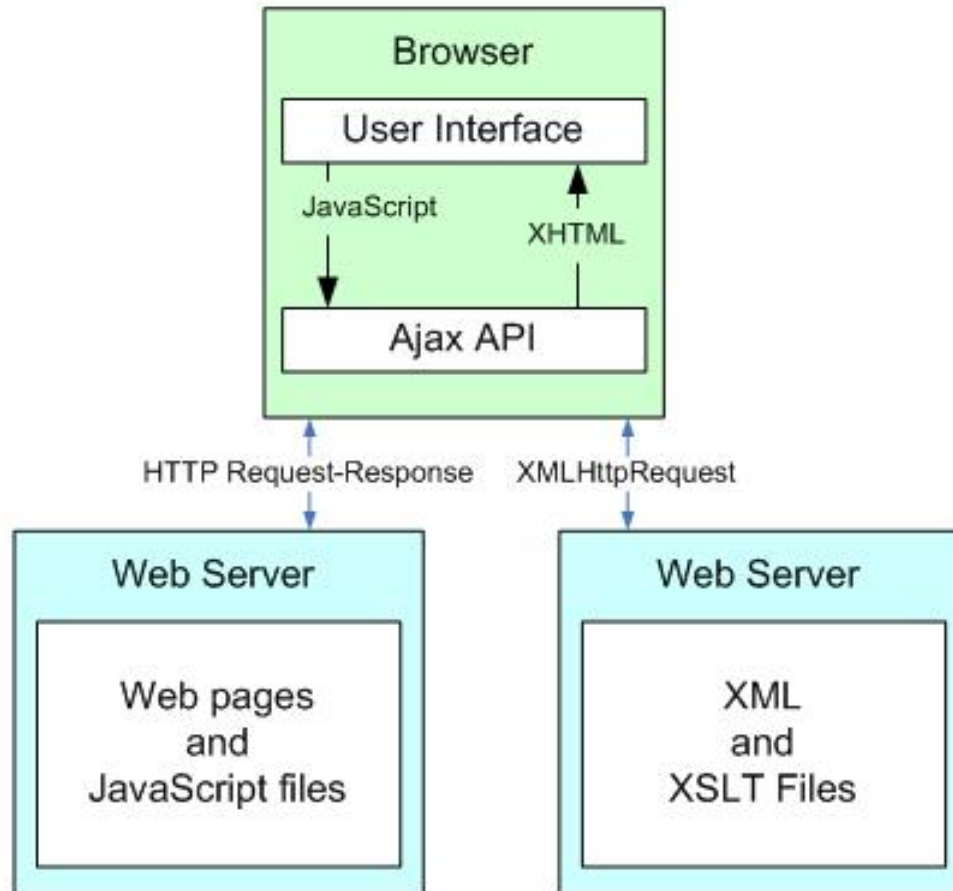 Browser
User Interface
JavaScript
XHTML
Ajax API
HTTP Request-Response
XMLHttpRequest
Web Server
Web pages
and
JavaScript files
Web Server
XML
and
XSLT Files